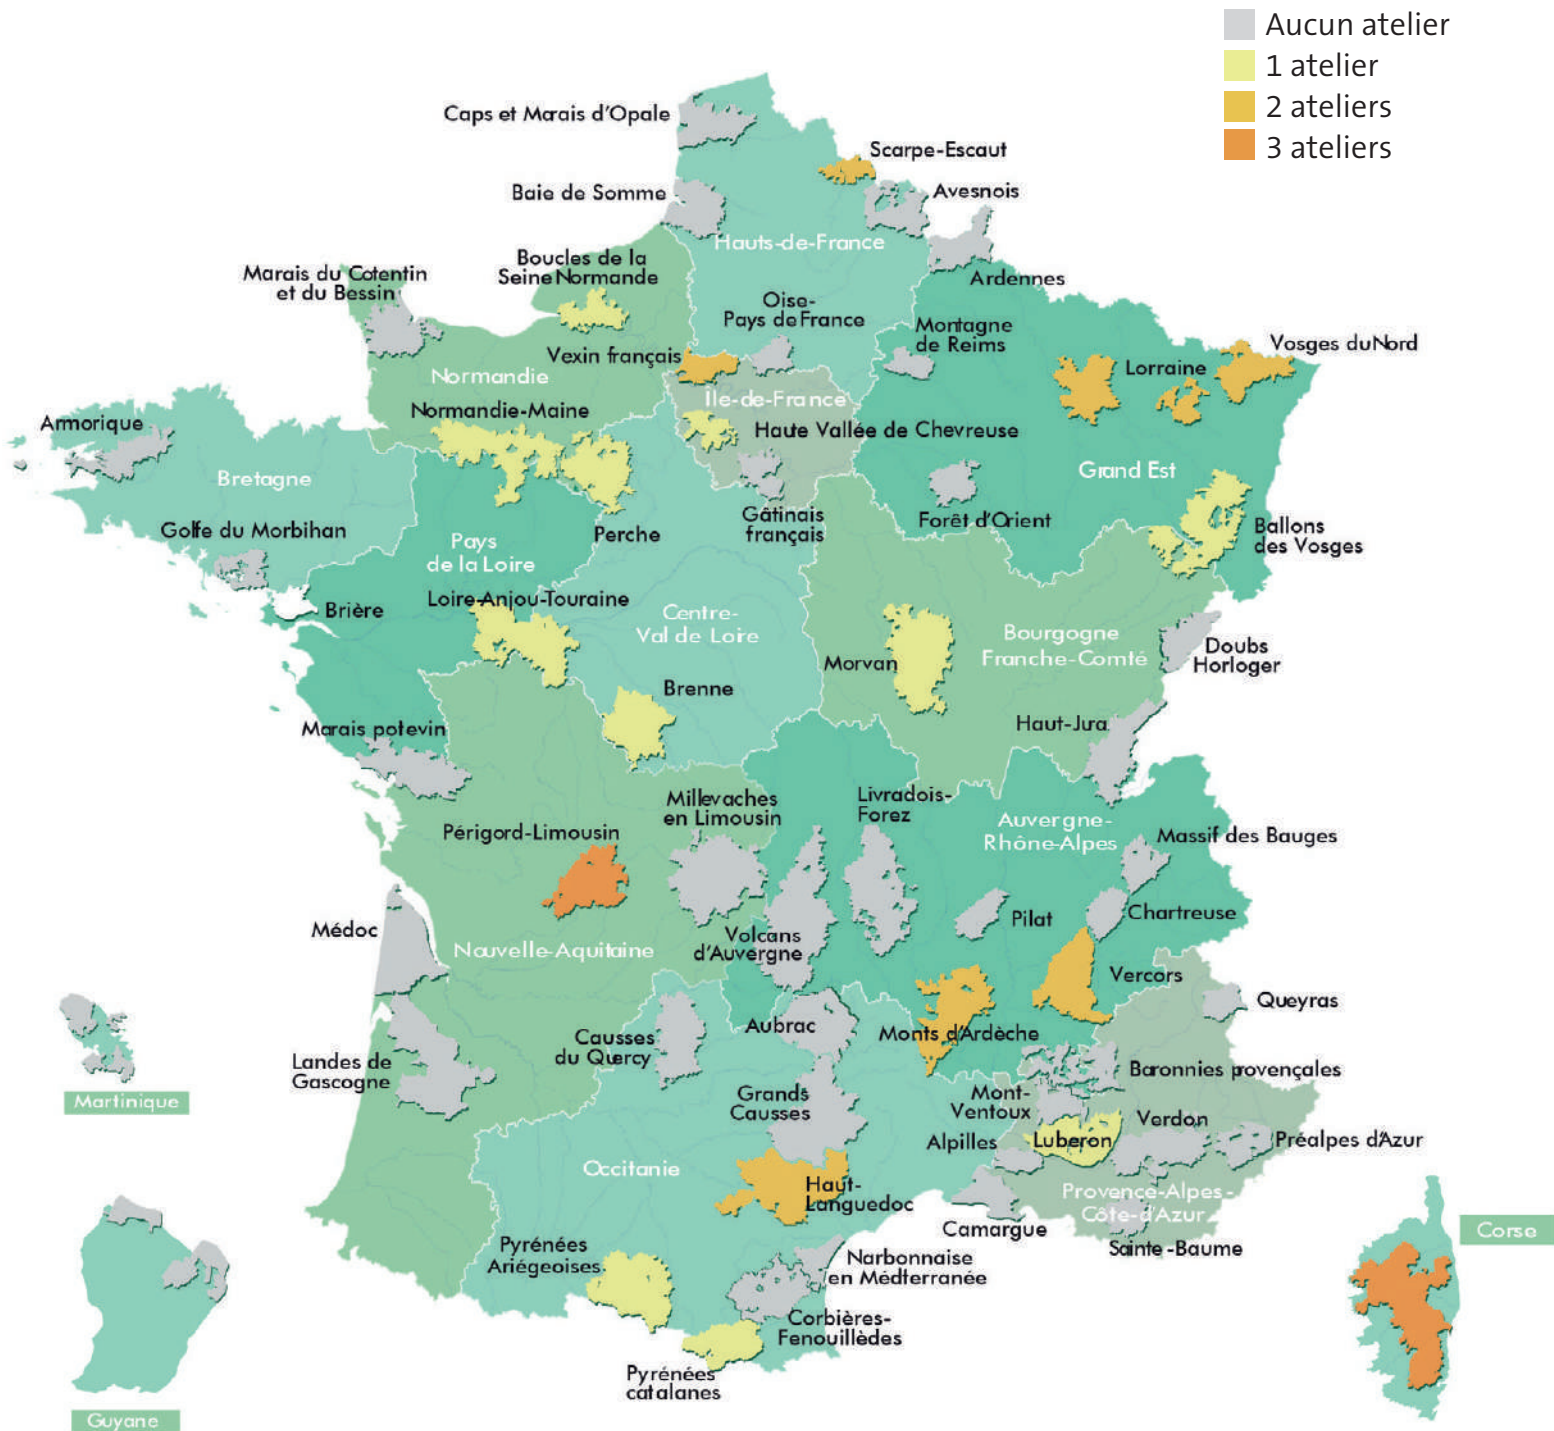 Aucun atelier
1 atelier
2 ateliers
3 ateliers
Caps et Marais d'Opale
Scarpe-Escaut
Baie de Somme
Avesnois
Hauts-de-France
Boucles de la
Seine Normande
Marais du Cotentin
et du Bessin
Ardennes
Oise-
Pays de France
Montagne
de Reims
Vosges du Nord
Vexin français
Lorraine
Normandie
Île-de-France
Normandie-Maine
Armorique
Haute Vallée de Chevreuse
Bretagne
Grand Est
Golfe du Morbihan
Gâtinais
français
Forêt d'Orient
Ballons
des Vosges
Perche
Pays
de la Loire
Loire-Anjou-Touraine
Brière
Centre-
Val de Loire
Bourgogne
Franche-Comté
Doubs
Horloger
Morvan
Brenne
Haut-Jura
Marais potevin
Millevaches
en Limousin
Livradois-
Forez
Auvergne-
Rhône-Alpes
Périgord-Limousin
Massif des Bauges
Médoc
Pilat
Chartreuse
Volcans
d'Auvergne
Nouvelle-Aquitaine
Vercors
Queyras
Aubrac
Monts d'Ardèche
Causses
du Quercy
Landes de
Gascogne
Baronnies provençales
Martinique
Grands
Causses
Mont-
Ventoux
Verdon
Alpilles
Luberon
Préalpes d'Azur
Occitanie
Haut-
Languedoc
Provence-Alpes-
Côte-d'Azur
Camargue
Sainte-Baume
Corse
Pyrénées
Ariégeoises
Narbonnaise
en Méditerranée
Corbières-
Fenouillèdes
Pyrénées
catalanes
Guyane